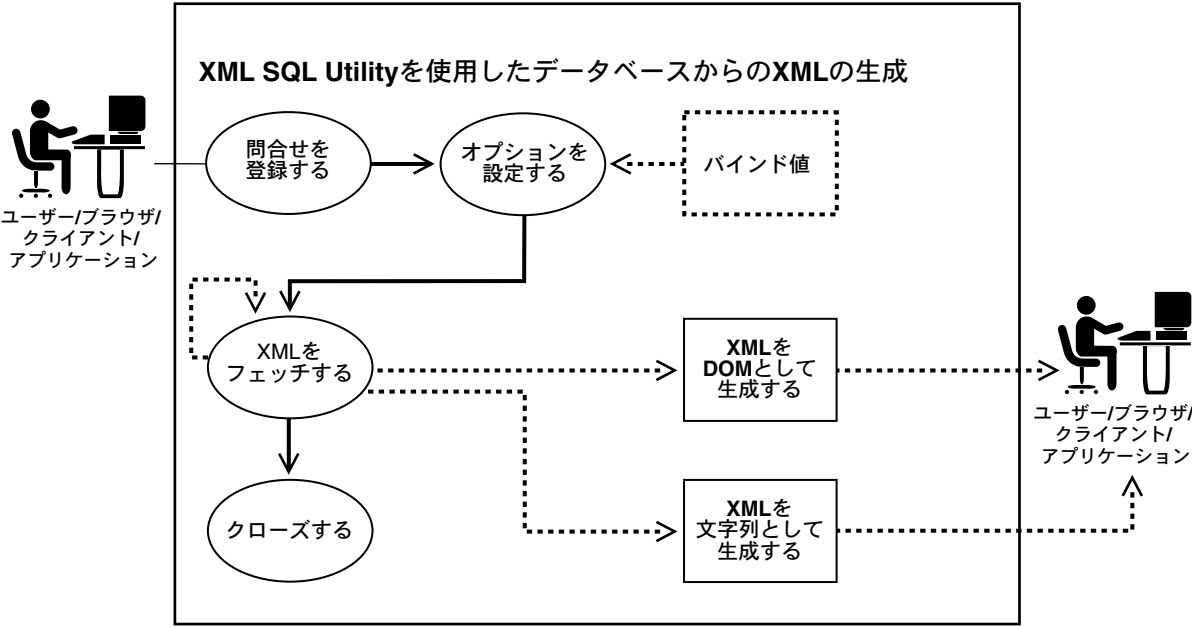 XML SQL Utilityを使用したデータベースからのXMLの生成
問合せを
登録する
オプションを
設定する
バインド値
ユーザー/ブラウザ/
クライアント/
アプリケーション
XMLを
フェッチする
XMLを
DOMとして
生成する
ユーザー/ブラウザ/
クライアント/
アプリケーション
クローズする
XMLを
文字列として
生成する